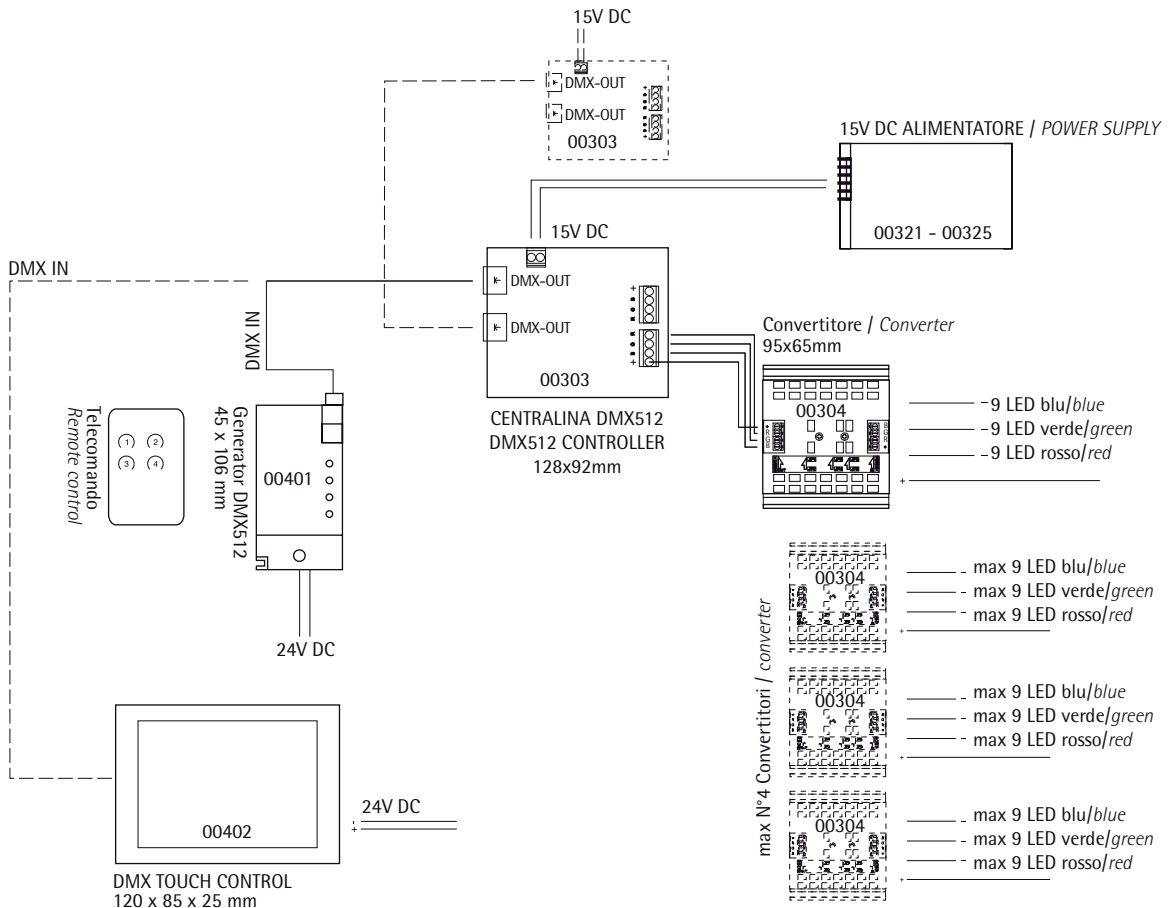 15V DC
DMX-OUT
DMX-OUT
00303
15V DC ALIMENTATORE / POWER SUPPLY
00321 - 00325
15V DC
DMX-OUT
DMX-OUT
00303
CENTRALINA DMX512
DMX512 CONTROLLER
128x92mm
DMX IN
DMX IN
Telecomando
Remote control
1 2
3 4
Generator DMX512
45 x 106 mm
00401
24V DC
Convertitore / Converter
95x65mm
00304
-9 LED blu/blue
-9 LED verde/green
-9 LED rosso/red
+
max N°4 Convertitori / converter
00304
- max 9 LED blu/blue
- max 9 LED verde/green
- max 9 LED rosso/red
+
00304
- max 9 LED blu/blue
- max 9 LED verde/green
- max 9 LED rosso/red
+
00304
- max 9 LED blu/blue
- max 9 LED verde/green
- max 9 LED rosso/red
+
00402
24V DC
+
DMX TOUCH CONTROL
120 x 85 x 25 mm